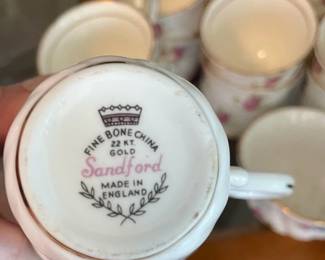 FINE BONE CHINA
22 KT.
GOLD
Sandford
MADE IN
ENGLAND